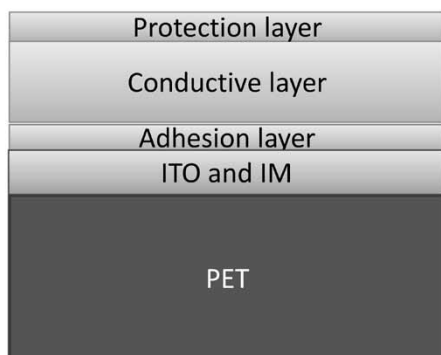 Protection layer
Conductive layer
Adhesion layer
ITO and IM
PET